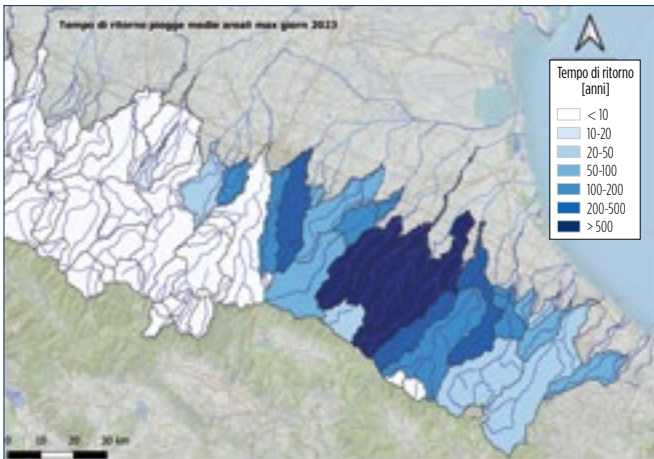 Tempo di ritorno piogge medie areali max giorn 2023
Tempo di ritorno
[anni]
< 10
10-20
20-50
50-100
100-200
200-500
> 500
0 10 20 30 km